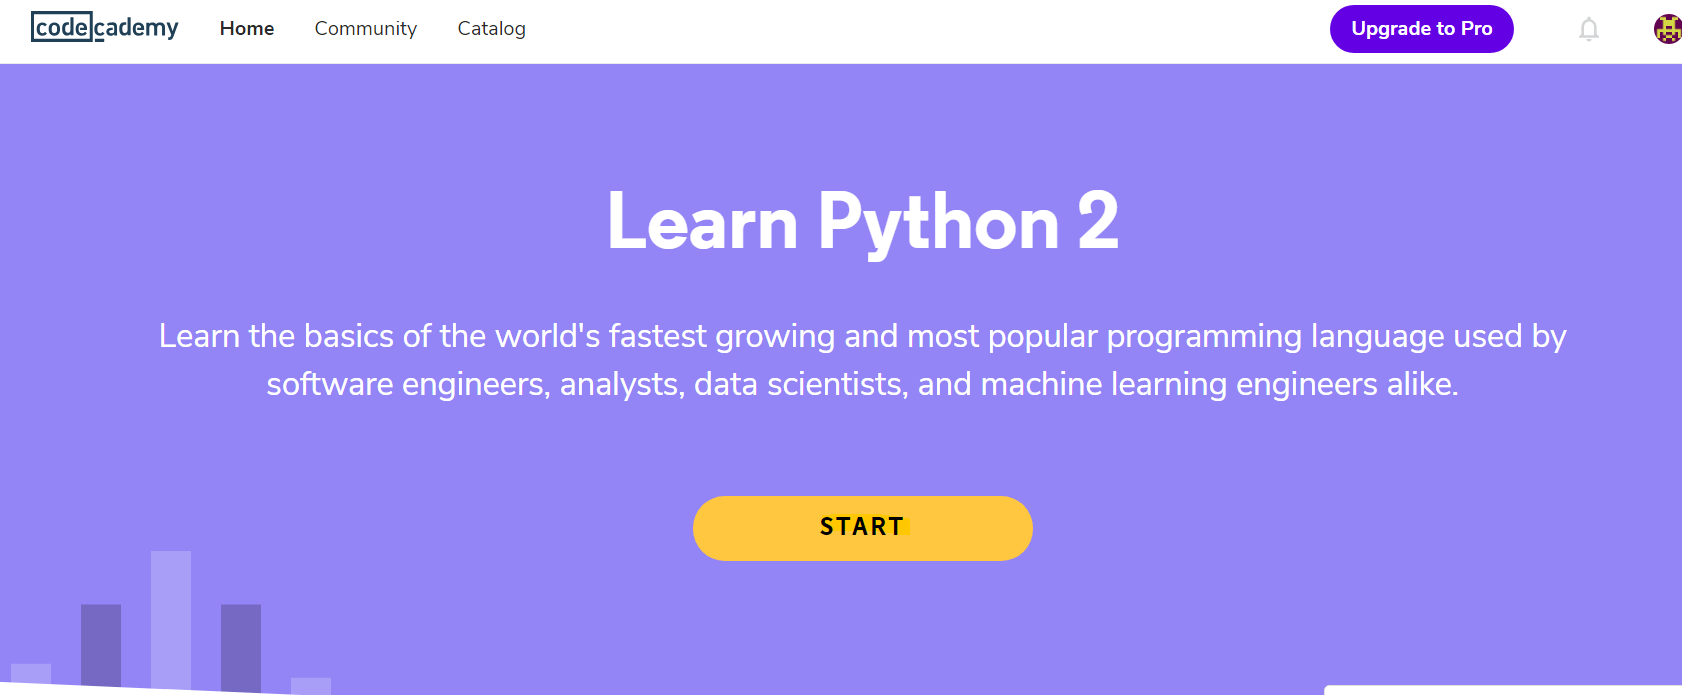 codecademy Home Community Catalog Upgrade to Pro
Learn Python 2
Learn the basics of the world's fastest growing and most popular programming language used by
software engineers, analysts, data scientists, and machine learning engineers alike.
START